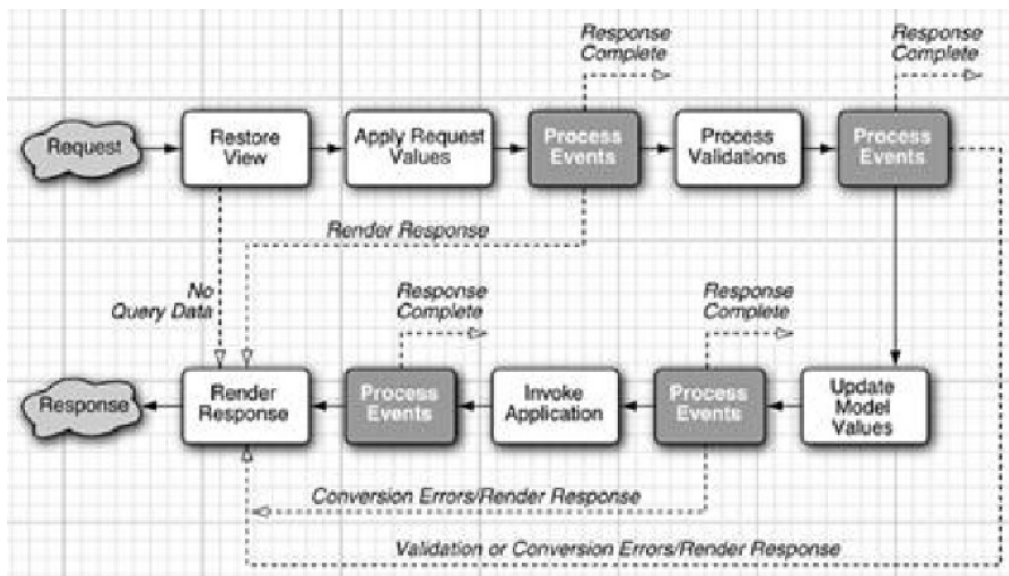 Response
Complete
Response
Complete
Request
Restore
View
Apply Request
Values
Process
Events
Process
Validations
Process
Events
Render Response
No
Query Data
Response
Complete
Response
Complete
Response
Render
Response
Process
Events
Invoke
Application
Process
Events
Update
Model
Values
Conversion Errors/Render Response
Validation or Conversion Errors/Render Response